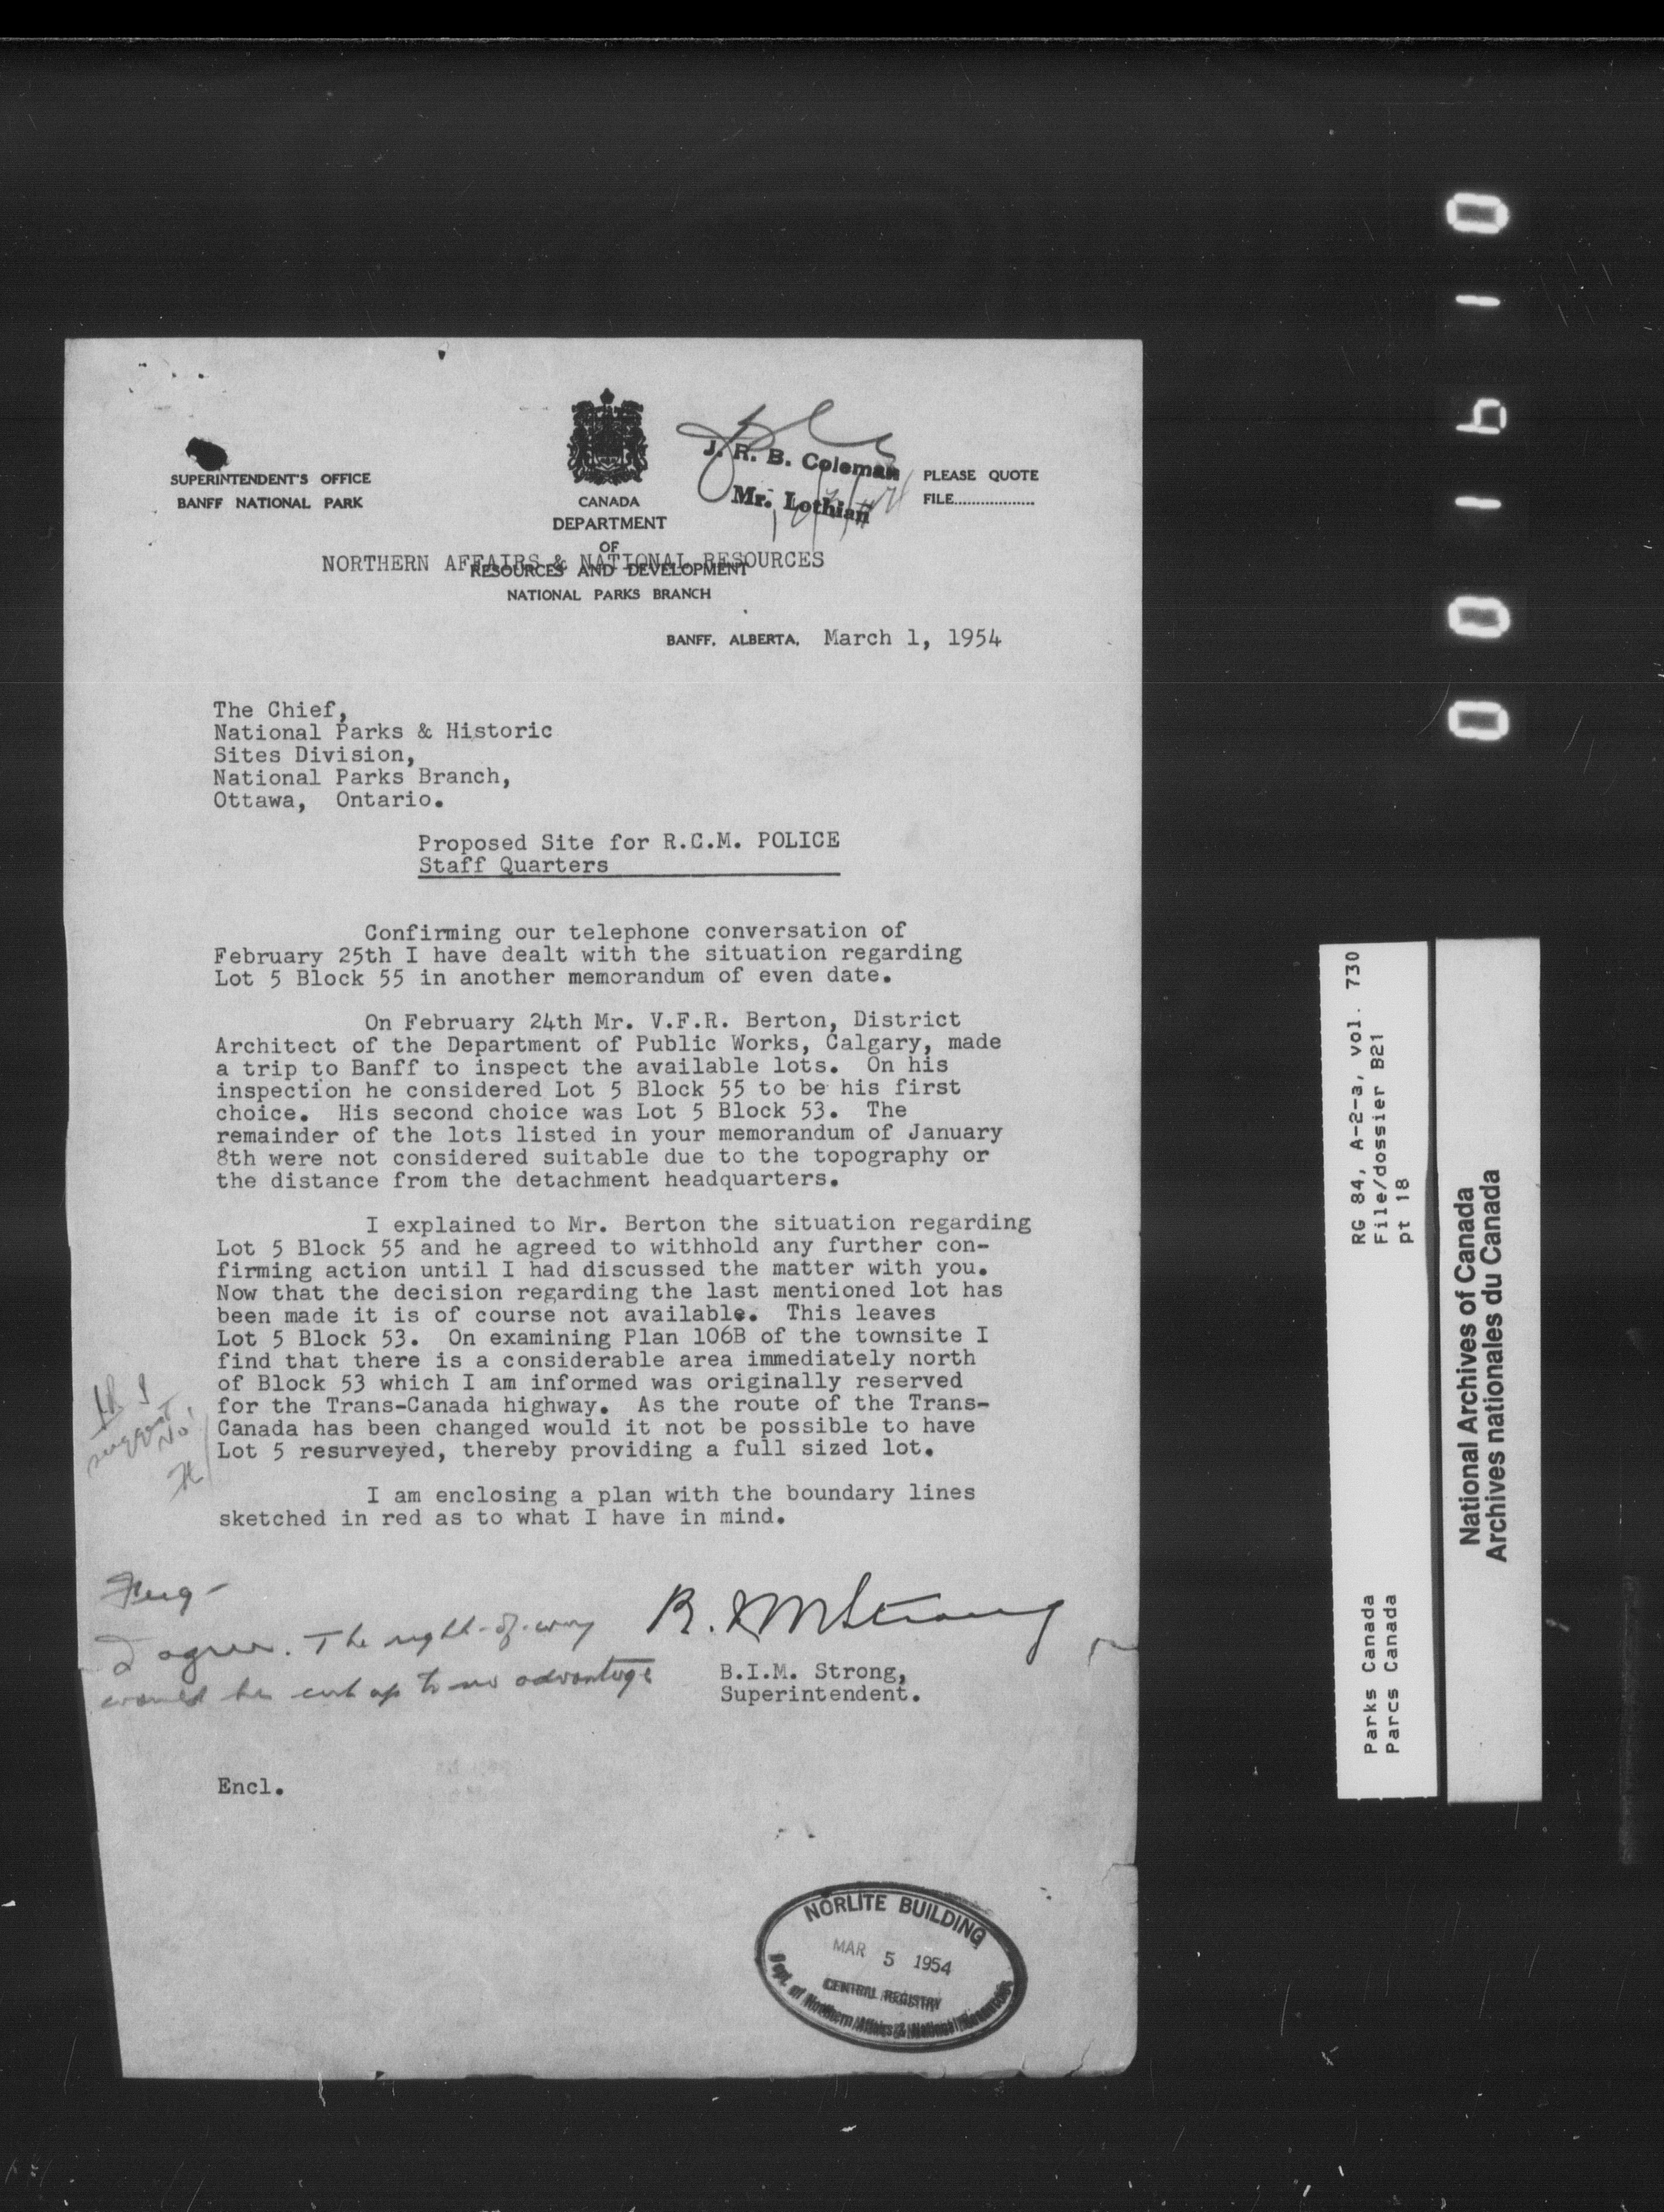 SUPERINTENDENT'S OFFICE
BANFF NATIONAL PARK
CANADA
DEPARTMENT
OF
NORTHERN AFFAIRS & NATIONAL RESOURCES
RESOURCES AND DEVELOPMENT
NATIONAL PARKS BRANCH
J. R. B. Coleman
Mr. Lothian
PLEASE QUOTE
FILE.................
BANFF, ALBERTA, March 1, 1954
The Chief,
National Parks & Historic
Sites Division,
National Parks Branch,
Ottawa, Ontario.
Proposed Site for R.C.M. POLICE
Staff Quarters
Confirming our telephone conversation of
February 25th I have dealt with the situation regarding
Lot 5 Block 55 in another memorandum of even date.
On February 24th Mr. V.F.R. Berton, District
Architect of the Department of Public Works, Calgary, made
a trip to Banff to inspect the available lots. On his
inspection he considered Lot 5 Block 55 to be his first
choice. His second choice was Lot 5 Block 53. The
remainder of the lots listed in your memorandum of January
8th were not considered suitable due to the topography or
the distance from the detachment headquarters.
I explained to Mr. Berton the situation regarding
Lot 5 Block 55 and he agreed to withhold any further con-
firming action until I had discussed the matter with you.
Now that the decision regarding the last mentioned lot has
been made it is of course not available. This leaves
Lot 5 Block 53. On examining Plan 106B of the townsite I
find that there is a considerable area immediately north
of Block 53 which I am informed was originally reserved
for the Trans-Canada highway. As the route of the Trans-
Canada has been changed would it not be possible to have
Lot 5 resurveyed, thereby providing a full sized lot.
I suggest
No!
I am enclosing a plan with the boundary lines
sketched in red as to what I have in mind.
I agree. The right-of-way
would be cut up to no advantage
B.I.M. Strong,
Superintendent.
Encl.
NORLITE BUILDING
MAR 5 1954
CENTRAL REGISTRY
Dept. of Northern Affairs & National Resources
RG 84, A-2-a, vol. 730
File/dossier B21
pt 18
Parks Canada
Parcs Canada
National Archives of Canada
Archives nationales du Canada